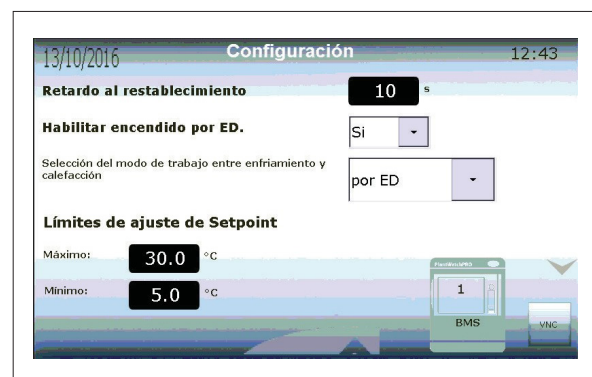 13/10/2016 Configuración 12:43
Retardo al restablecimiento 10 s
Habilitar encendido por ED. Si
Selección del modo de trabajo entre enfriamiento y
calefacción
por ED
Límites de ajuste de Setpoint
Máximo: 30.0 °C
Mínimo: 5.0 °C
1
BMS
VNC